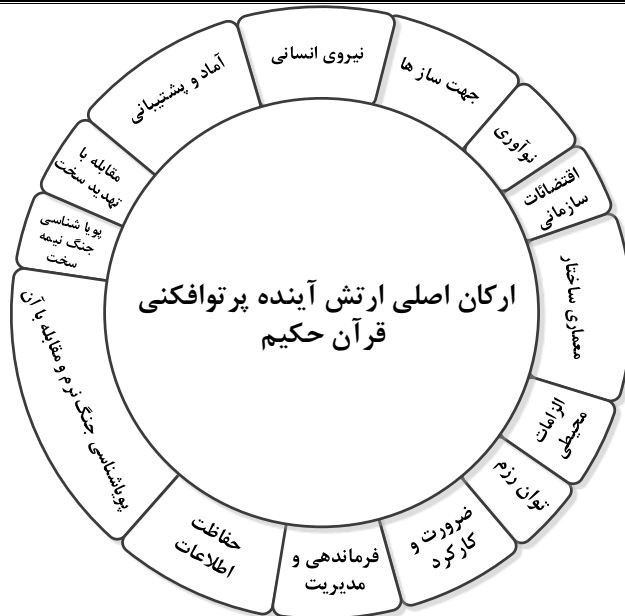 ارکان اصلی ارتش آینده پرتوافکنی
قرآن حکیم
نیروی انسانی
جهت ساز ها
نوآوری
اقتضائات
سازمانی
معماری ساختار
الزامات
محیطی
توان رزم
ضرورت و
کارکرد
فرماندهی و
مدیریت
حفاظت
اطلاعات
پویاشناسی جنگ نرم و مقابله با آن
پویا شناسی
جنگ نیمه
سخت
مقابله با
تهدید سخت
آماد و پشتیبانی